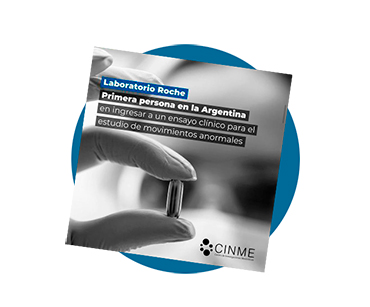 Laboratorio Roche
Primera persona en la Argentina
en ingresar a un ensayo clínico para el
estudio de movimientos anormales
CINME